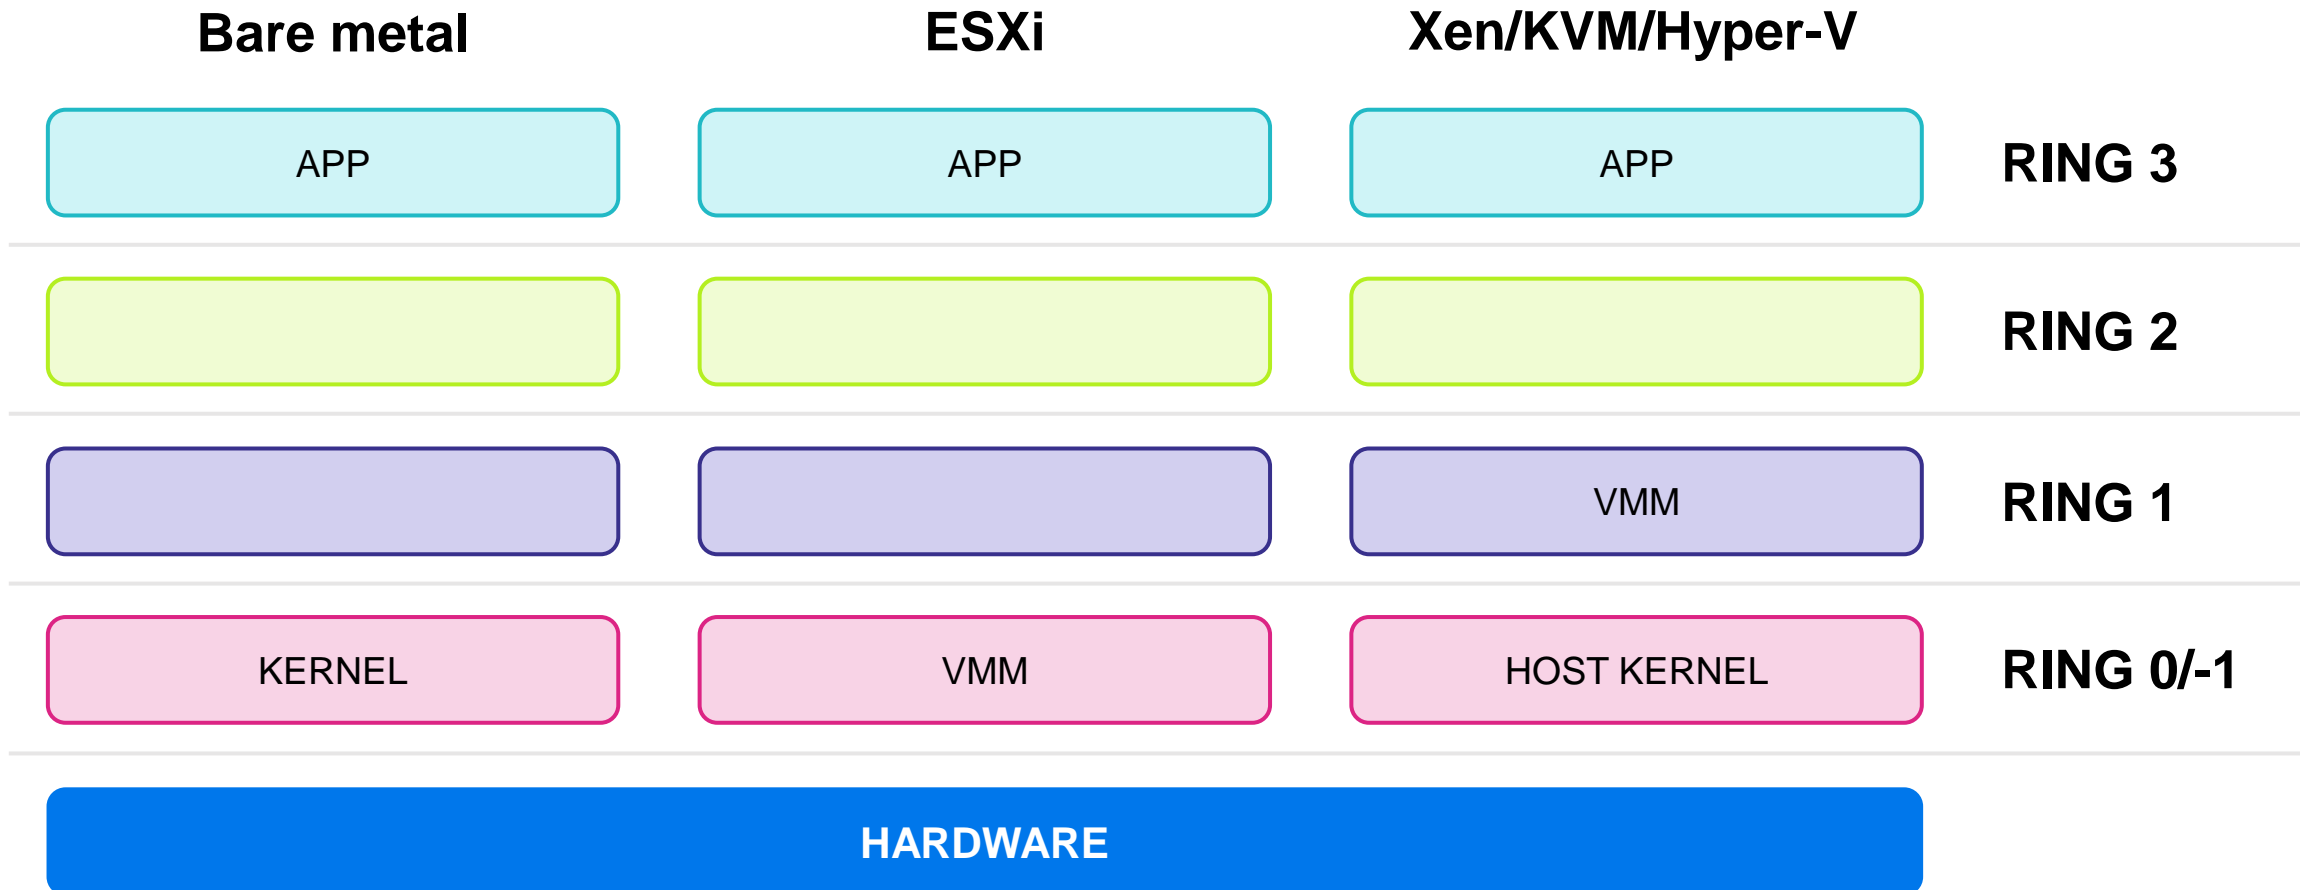 Bare metal
ESXi
Xen/KVM/Hyper-V
APP
APP
APP
RING 3
RING 2
VMM
RING 1
KERNEL
VMM
HOST KERNEL
RING 0/-1
HARDWARE